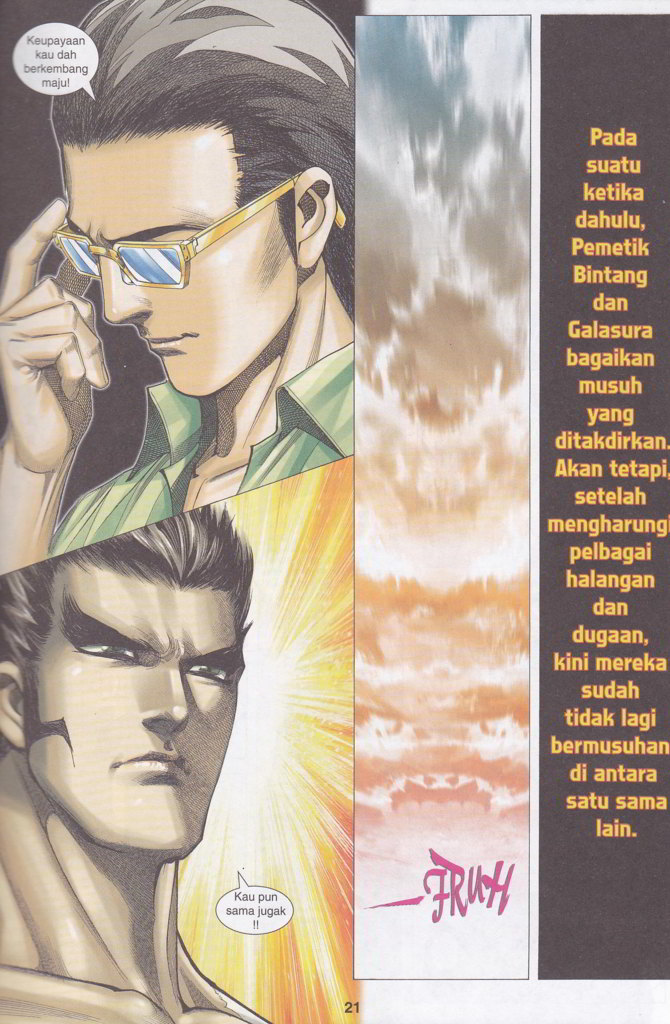 Keupayaan
kau dah
berkembang
maju!
Kau pun
sama jugak
!!
FRUH
Pada
suatu
ketika
dahulu,
Pemetik
Bintang
dan
Galasura
bagaikan
musuh
yang
ditakdirkan.
Akan tetapi,
setelah
mengharungi
pelbagai
halangan
dan
dugaan,
kini mereka
sudah
tidak lagi
bermusuhan
di antara
satu sama
lain.
21